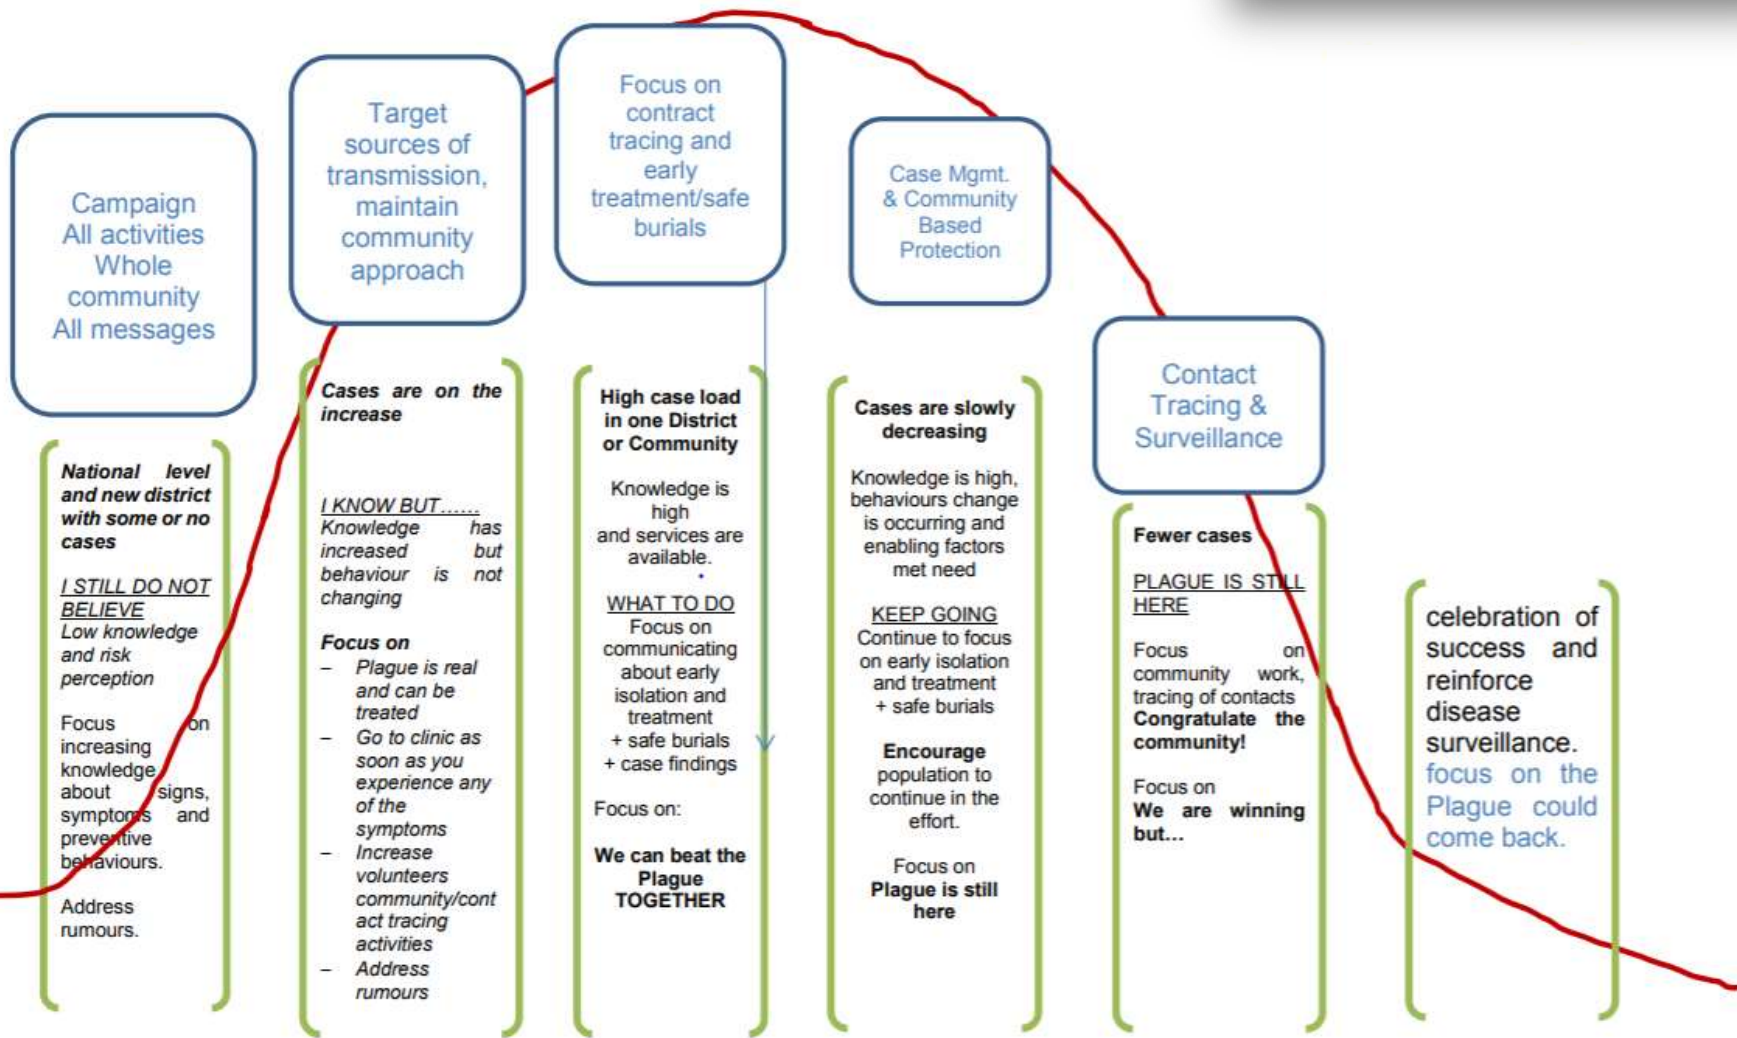 Campaign
All activities
Whole
community
All messages
Target
sources of
transmission,
maintain
community
approach
Focus on
contract
tracing and
early
treatment/safe
burials
Case Mgmt.
& Community
Based
Protection
Contact
Tracing &
Surveillance
National level
and new district
with some or no
cases
I STILL DO NOT
BELIEVE
Low knowledge
and risk
perception
Focus on
increasing
knowledge
about signs,
symptoms and
preventive
behaviours.
Address
rumours.
Cases are on the
increase
I KNOW BUT......
Knowledge has
increased but
behaviour is not
changing
Focus on
– Plague is real
and can be
treated
– Go to clinic as
soon as you
experience any
of the
symptoms
– Increase
volunteers
community/cont
act tracing
activities
– Address
rumours
High case load
in one District
or Community
Knowledge is
high
and services are
available.
WHAT TO DO
Focus on
communicating
about early
isolation and
treatment
+ safe burials
+ case findings
Focus on:
We can beat the
Plague
TOGETHER
Cases are slowly
decreasing
Knowledge is high,
behaviours change
is occurring and
enabling factors
met need
KEEP GOING
Continue to focus
on early isolation
and treatment
+ safe burials
Encourage
population to
continue in the
effort.
Focus on
Plague is still
here
Fewer cases
PLAGUE IS STILL
HERE
Focus on
community work,
tracing of contacts
Congratulate the
community!
Focus on
We are winning
but...
celebration of
success and
reinforce
disease
surveillance.
focus on the
Plague could
come back.